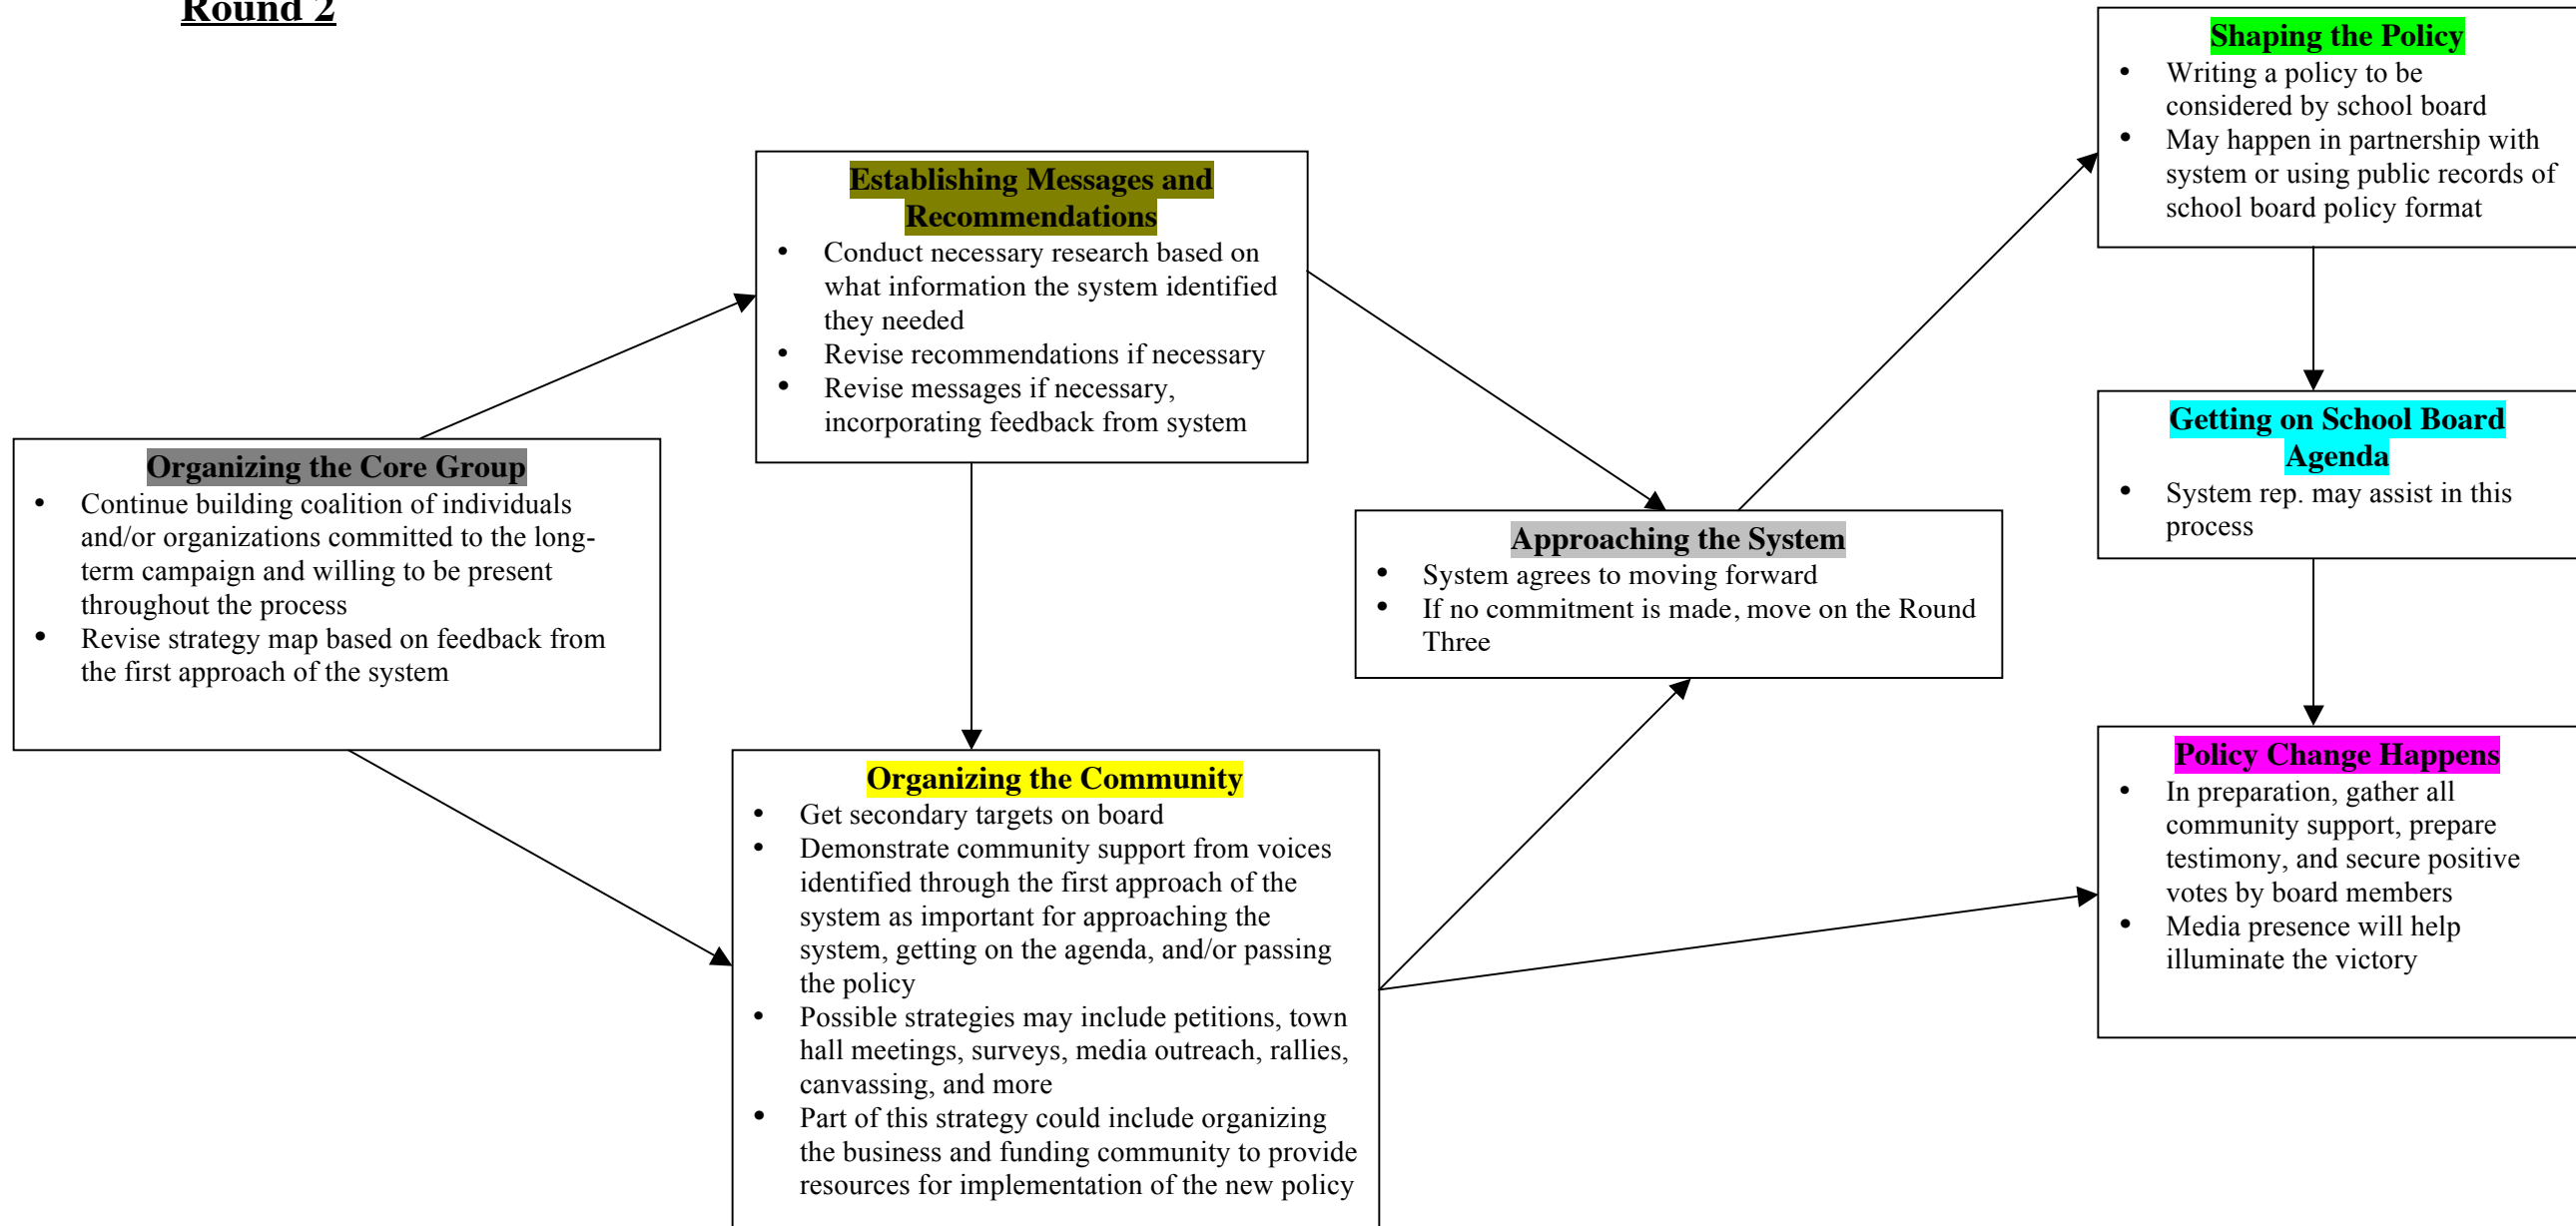 Round 2
Organizing the Core Group
• Continue building coalition of individuals
and/or organizations committed to the long-
term campaign and willing to be present
throughout the process
• Revise strategy map based on feedback from
the first approach of the system
Establishing Messages and
Recommendations
• Conduct necessary research based on
what information the system identified
they needed
• Revise recommendations if necessary
• Revise messages if necessary,
incorporating feedback from system
Organizing the Community
• Get secondary targets on board
• Demonstrate community support from voices
identified through the first approach of the
system as important for approaching the
system, getting on the agenda, and/or passing
the policy
• Possible strategies may include petitions, town
hall meetings, surveys, media outreach, rallies,
canvassing, and more
• Part of this strategy could include organizing
the business and funding community to provide
resources for implementation of the new policy
Approaching the System
• System agrees to moving forward
• If no commitment is made, move on the Round
Three
Shaping the Policy
• Writing a policy to be
considered by school board
• May happen in partnership with
system or using public records of
school board policy format
Getting on School Board
Agenda
• System rep. may assist in this
process
Policy Change Happens
• In preparation, gather all
community support, prepare
testimony, and secure positive
votes by board members
• Media presence will help
illuminate the victory